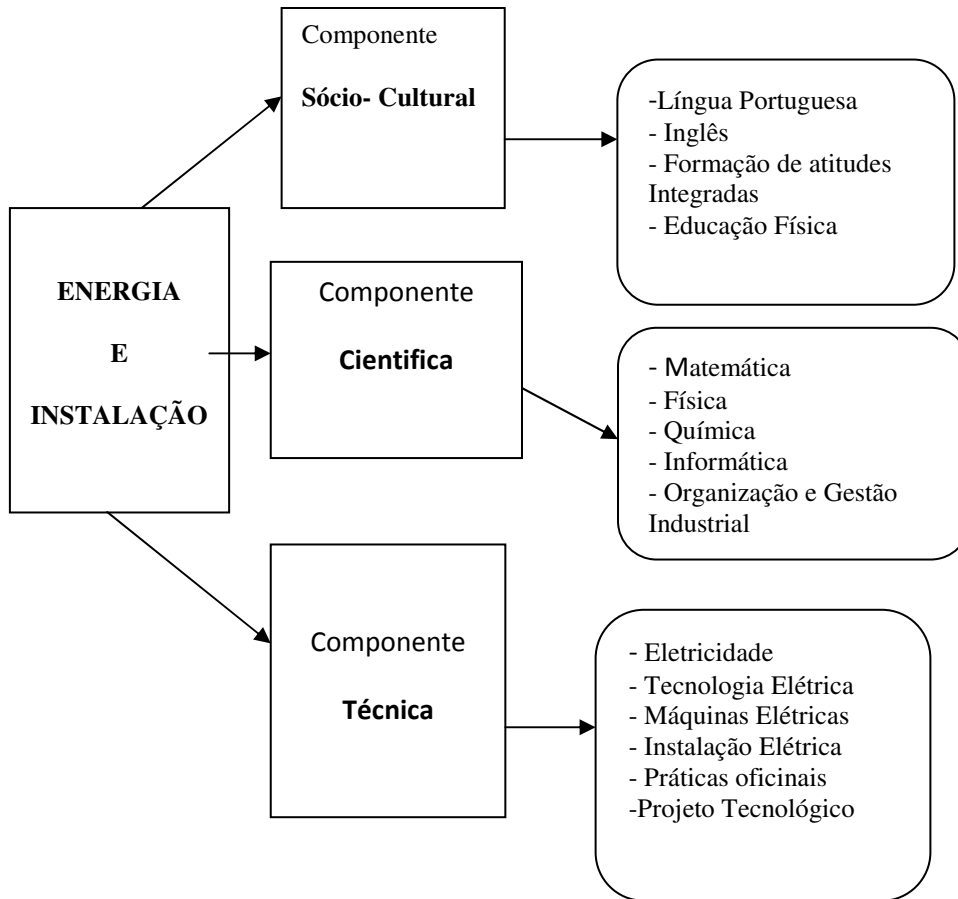 Componente
Sócio- Cultural
-Língua Portuguesa
- Inglês
- Formação de atitudes
Integradas
- Educação Física
ENERGIA
E
INSTALAÇÃO
Componente
Cientifica
- Matemática
- Física
- Química
- Informática
- Organização e Gestão
Industrial
Componente
Técnica
- Eletricidade
- Tecnologia Elétrica
- Máquinas Elétricas
- Instalação Elétrica
- Práticas oficinais
-Projeto Tecnológico